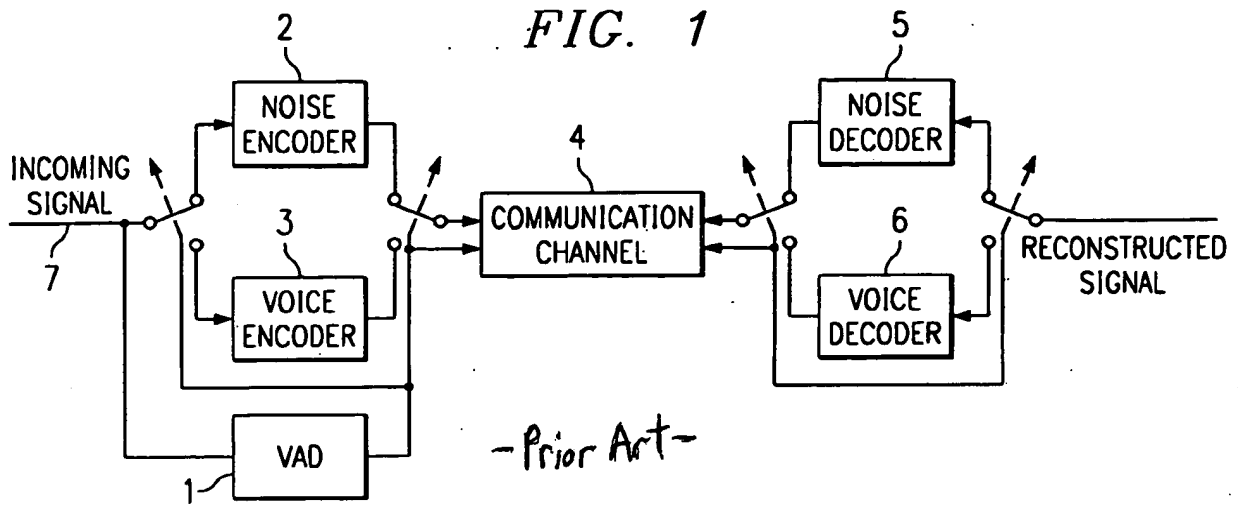 FIG. 1
2
NOISE
ENCODER
INCOMING
SIGNAL
7
3
VOICE
ENCODER
VAD
1
4
COMMUNICATION
CHANNEL
5
NOISE
DECODER
6
VOICE
DECODER
RECONSTRUCTED
SIGNAL
-Prior Art-